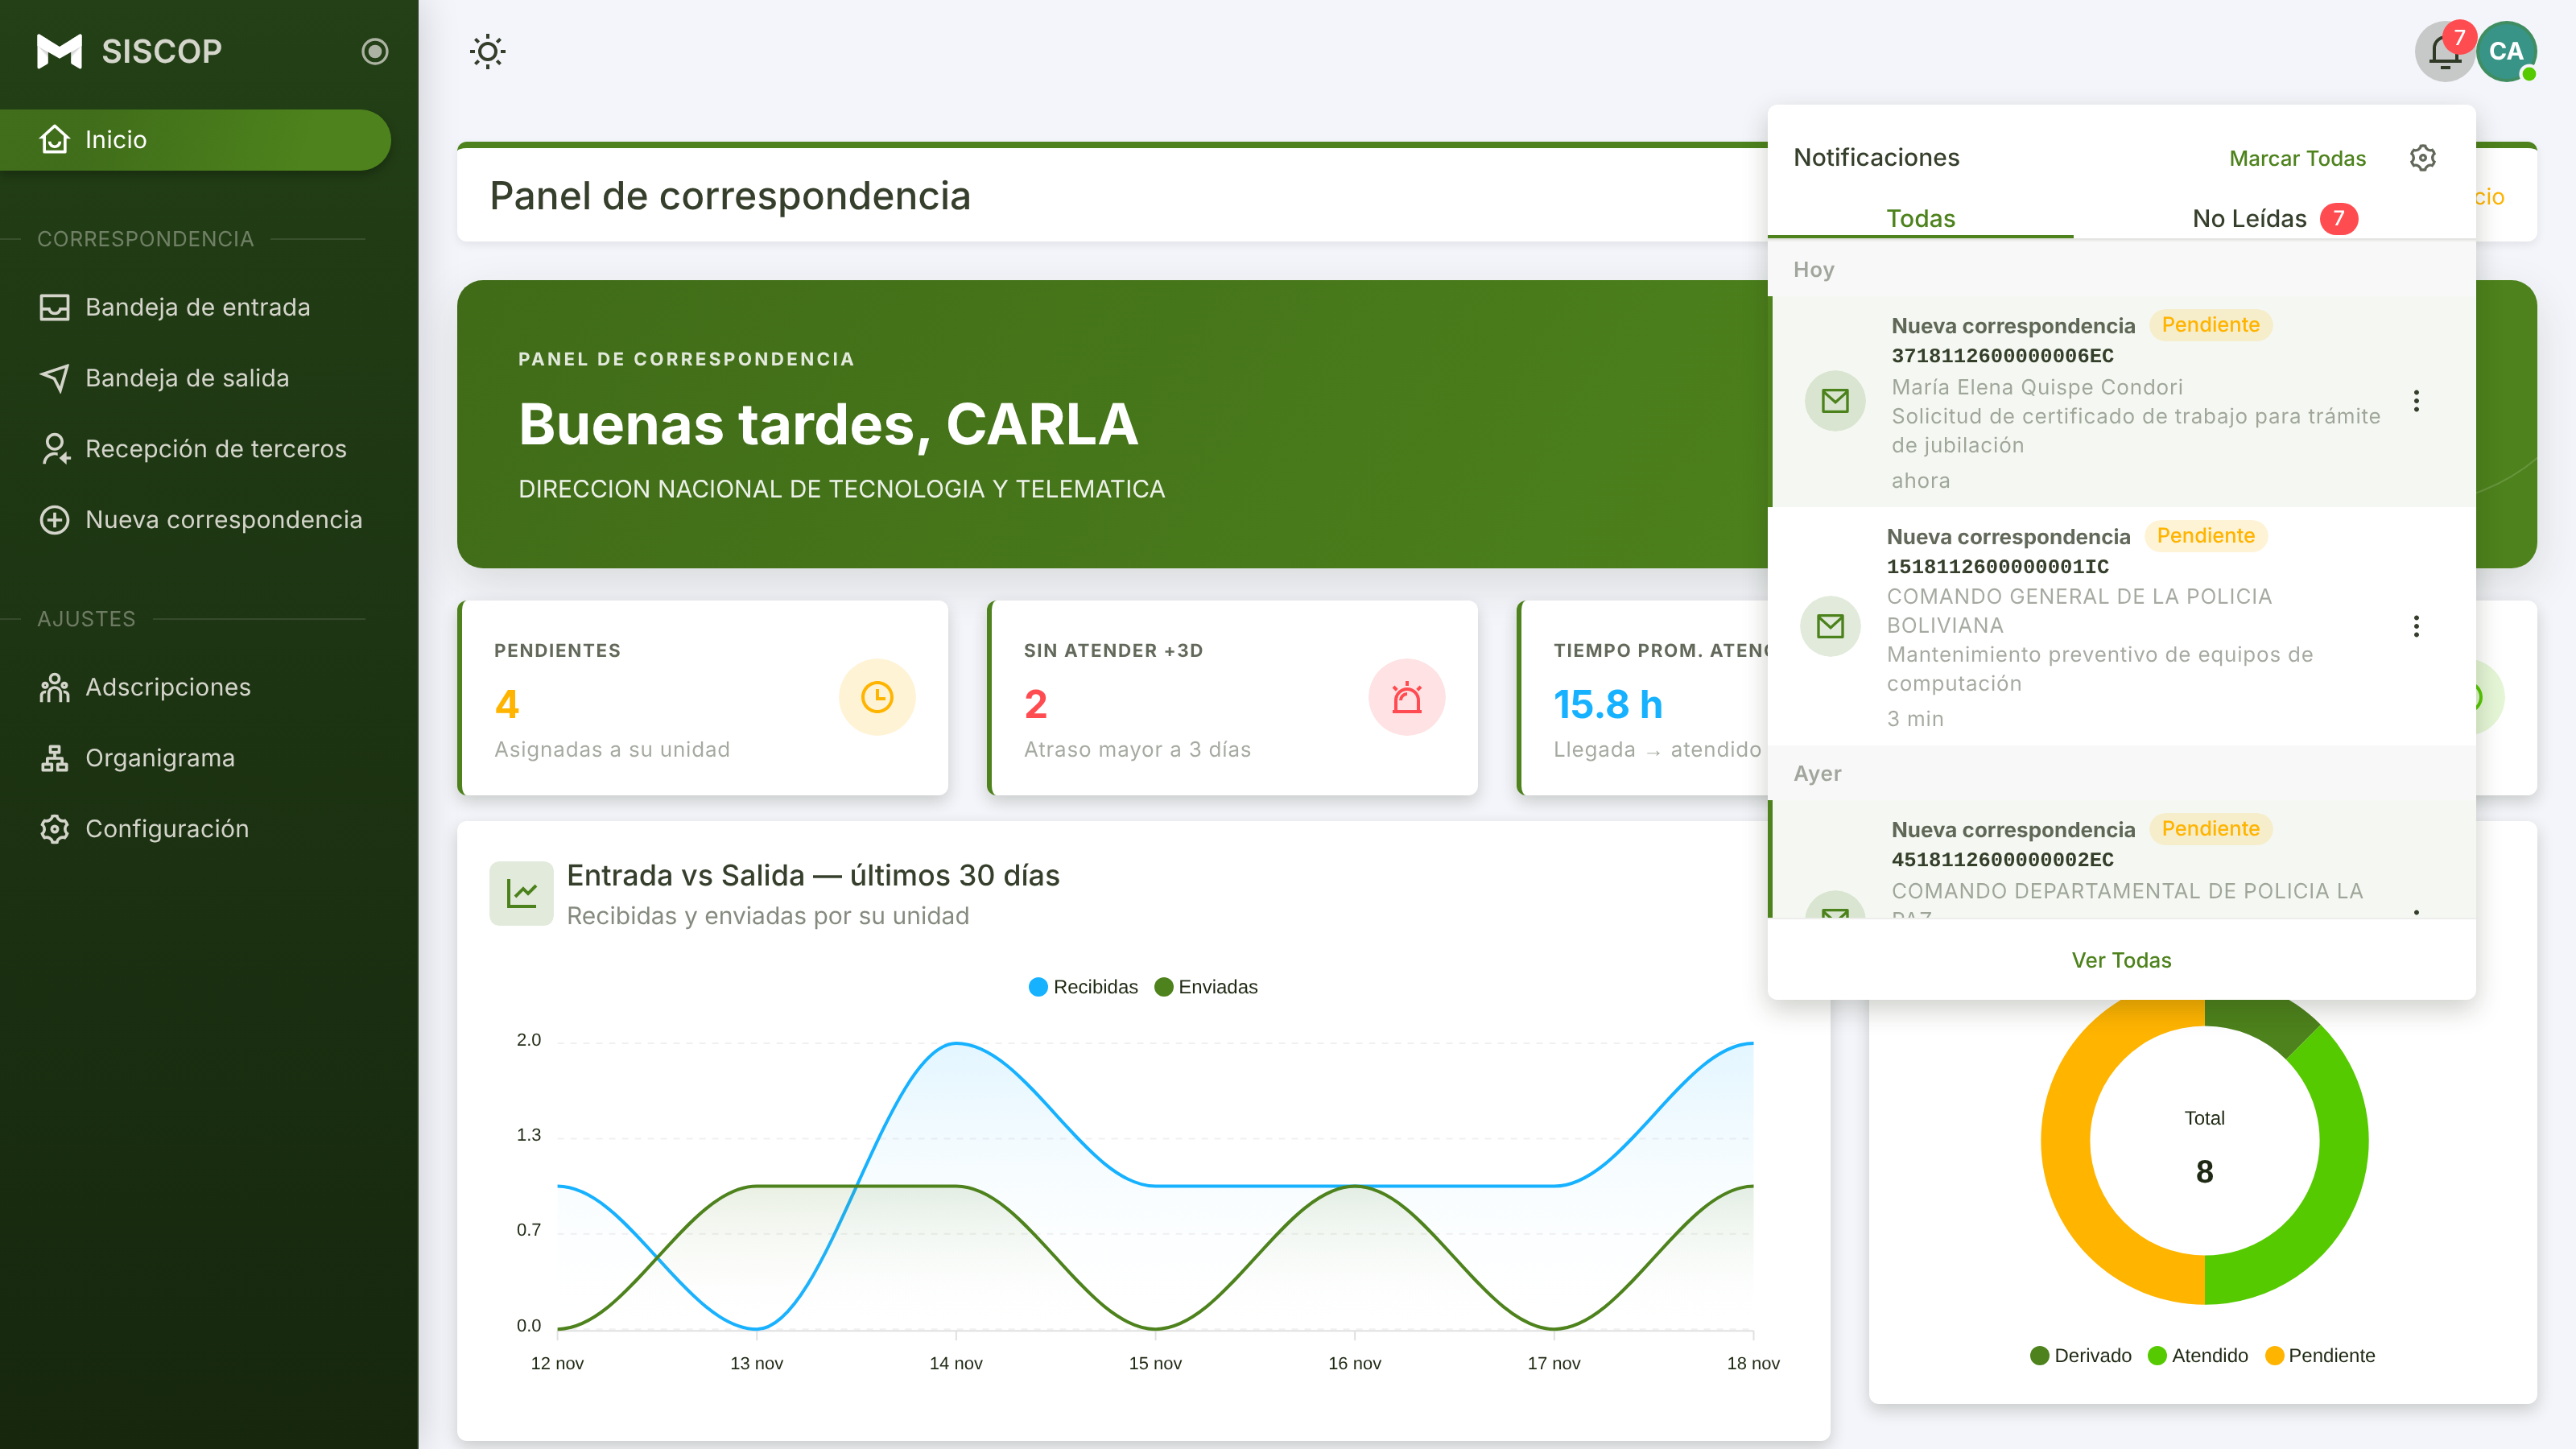 SISCOP
Inicio
CORRESPONDENCIA
Bandeja de entrada
Bandeja de salida
Recepción de terceros
Nueva correspondencia
AJUSTES
Adscripciones
Organigrama
Configuración
7
CA
Panel de correspondencia
cio
PANEL DE CORRESPONDENCIA
Buenas tardes, CARLA
DIRECCION NACIONAL DE TECNOLOGIA Y TELEMATICA
PENDIENTES
4
Asignadas a su unidad
SIN ATENDER +3D
2
Atraso mayor a 3 días
TIEMPO PROM. ATENC
15.8 h
Llegada → atendido
Notificaciones
Marcar Todas
Todas
No Leídas 7
Hoy
Nueva correspondencia Pendiente
3718112600000006EC
María Elena Quispe Condori
Solicitud de certificado de trabajo para trámite
de jubilación
ahora
Nueva correspondencia Pendiente
1518112600000001IC
COMANDO GENERAL DE LA POLICIA
BOLIVIANA
Mantenimiento preventivo de equipos de
computación
3 min
Ayer
Nueva correspondencia Pendiente
4518112600000002EC
COMANDO DEPARTAMENTAL DE POLICIA LA
PAZ
Ver Todas
Entrada vs Salida — últimos 30 días
Recibidas y enviadas por su unidad
Recibidas Enviadas
2.0
1.3
0.7
0.0
12 nov 13 nov 14 nov 15 nov 16 nov 17 nov 18 nov
Total
8
Derivado Atendido Pendiente